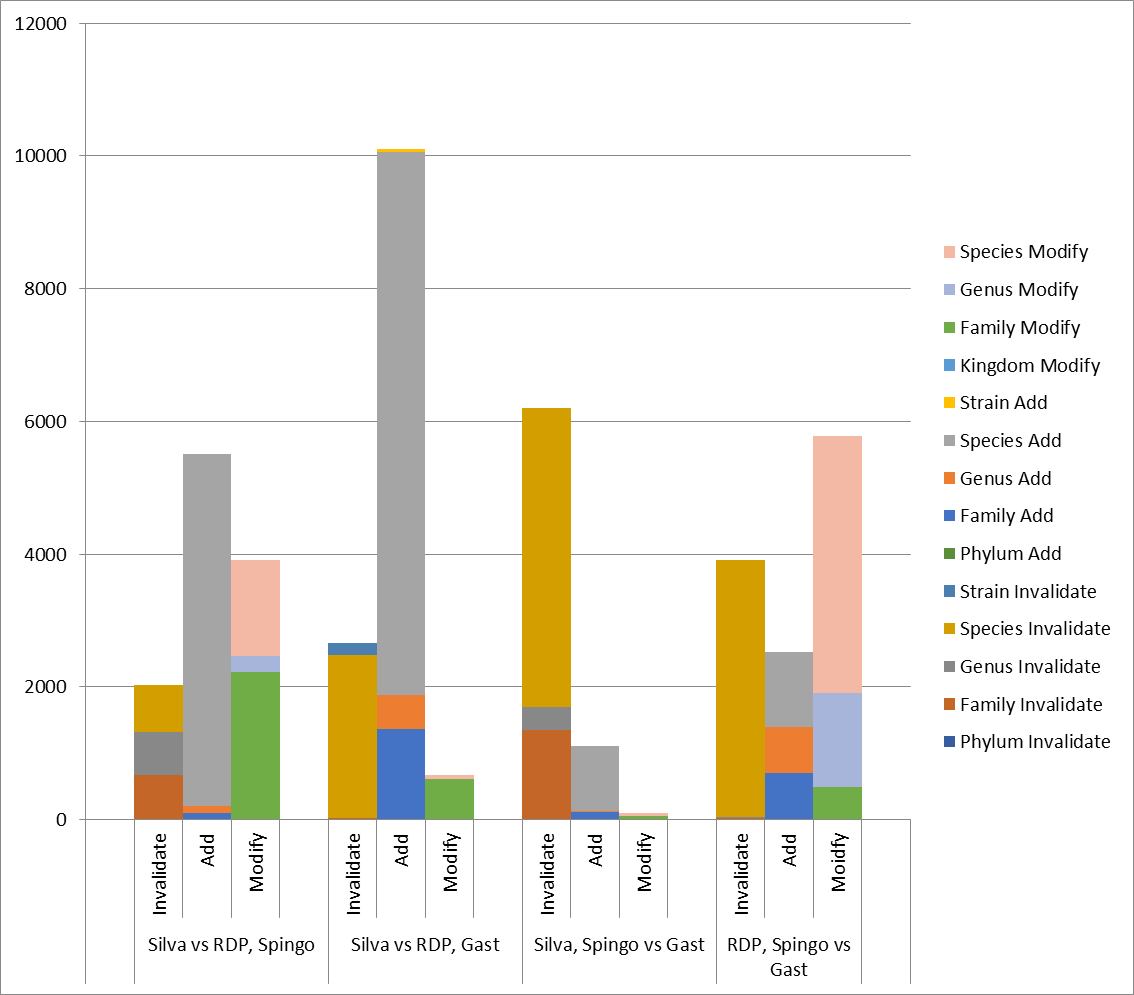 12000
10000
8000
6000
4000
2000
0
Species Modify
Genus Modify
Family Modify
Kingdom Modify
Strain Add
Species Add
Genus Add
Family Add
Phylum Add
Strain Invalidate
Species Invalidate
Genus Invalidate
Family Invalidate
Phylum Invalidate
Invalidate
Add
Modify
Invalidate
Add
Modify
Invalidate
Add
Modify
Invalidate
Add
Moidfy
Silva vs RDP, Spingo
Silva vs RDP, Gast
Silva, Spingo vs Gast
RDP, Spingo vs
Gast